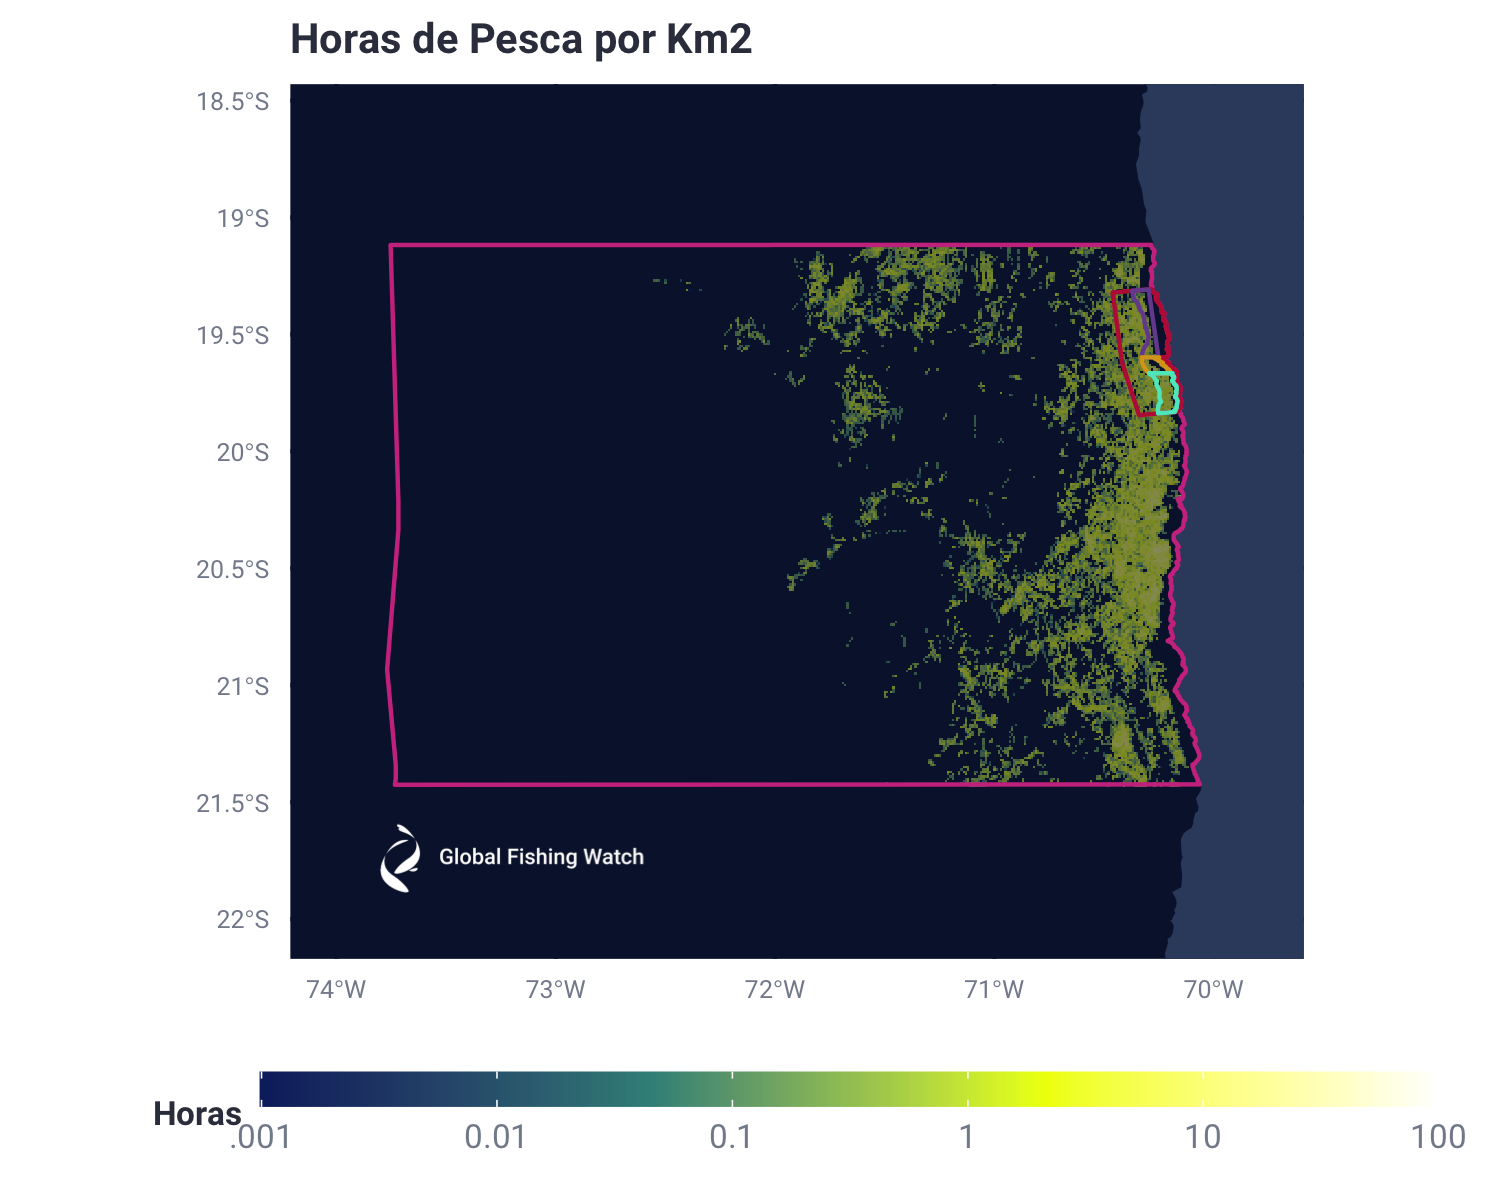 Horas de Pesca por Km2
18.5°S
19°S
19.5°S
20°S
20.5°S
21°S
21.5°S
22°S
Global Fishing Watch
74°W 73°W 72°W 71°W 70°W
Horas
.001 0.01 0.1 1 10 100